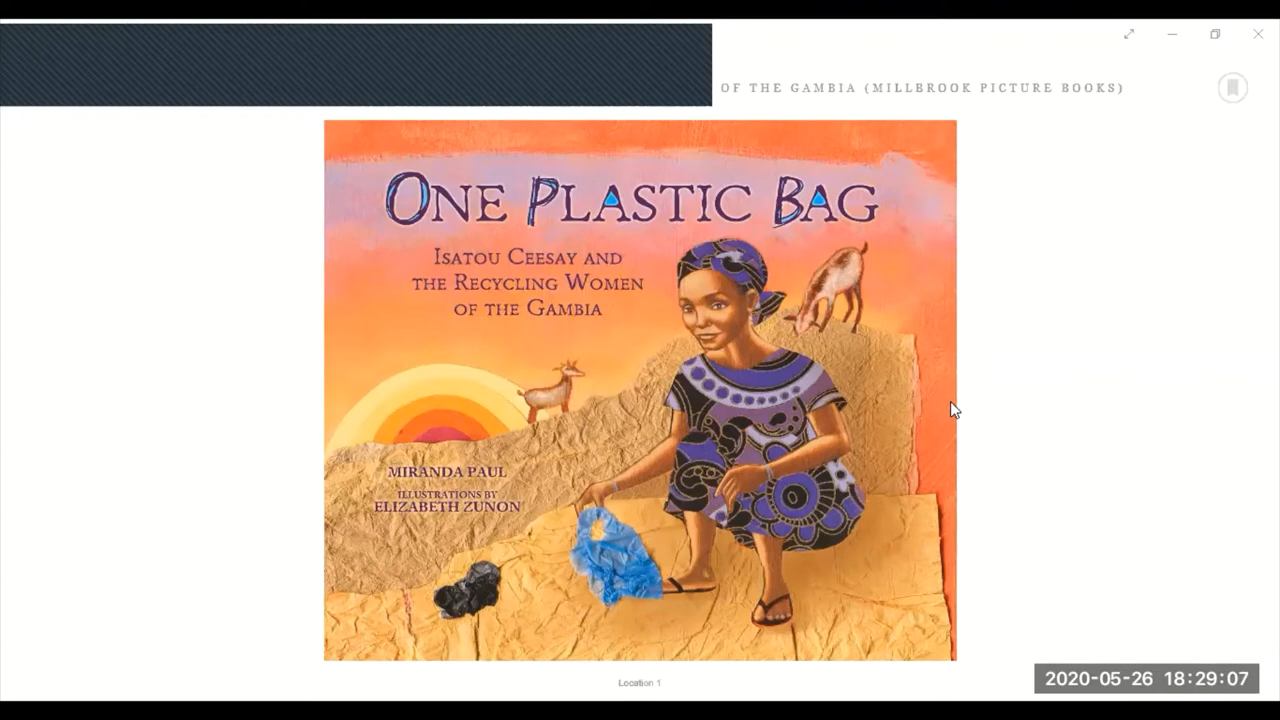 OF THE GAMBIA (MILLBROOK PICTURE BOOKS)
ONE PLASTIC BAG
ISATOU CEESAY AND
THE RECYCLING WOMEN
OF THE GAMBIA
MIRANDA PAUL
ILLUSTRATIONS BY
ELIZABETH ZUNON
Location 1
2020-05-26 18:29:07